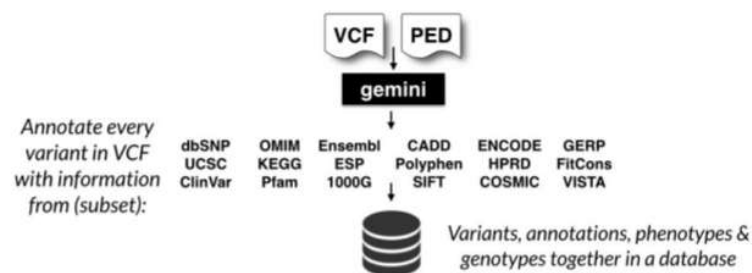 VCF PED
gemini
Annotate every
variant in VCF
with information
from (subset):
dbSNP OMIM Ensembl CADD ENCODE GERP
UCSC KEGG ESP Polyphen HPRD FitCons
ClinVar Pfam 1000G SIFT COSMIC VISTA
Variants, annotations, phenotypes &
genotypes together in a database